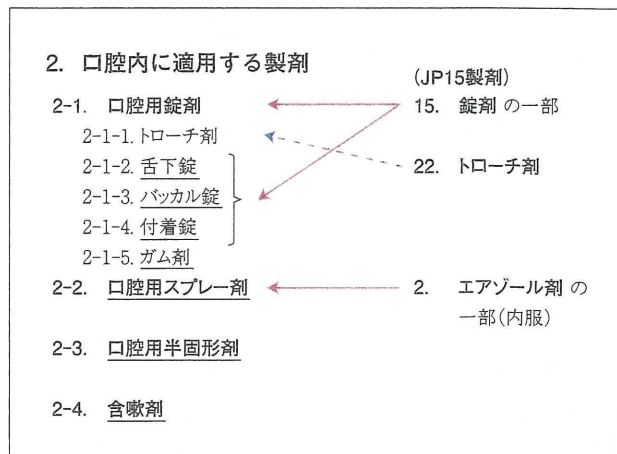 2. 口腔内に適用する製剤
(JP15製剤)
2-1. 口腔用錠剤
15. 錠剤 の一部
2-1-1. トローチ剤
2-1-2. 舌下錠
22. トローチ剤
2-1-3. バッカル錠
2-1-4. 付着錠
2-1-5. ガム剤
2-2. 口腔用スプレー剤
2. エアゾール剤 の
一部(内服)
2-3. 口腔用半固形剤
2-4. 含嗽剤